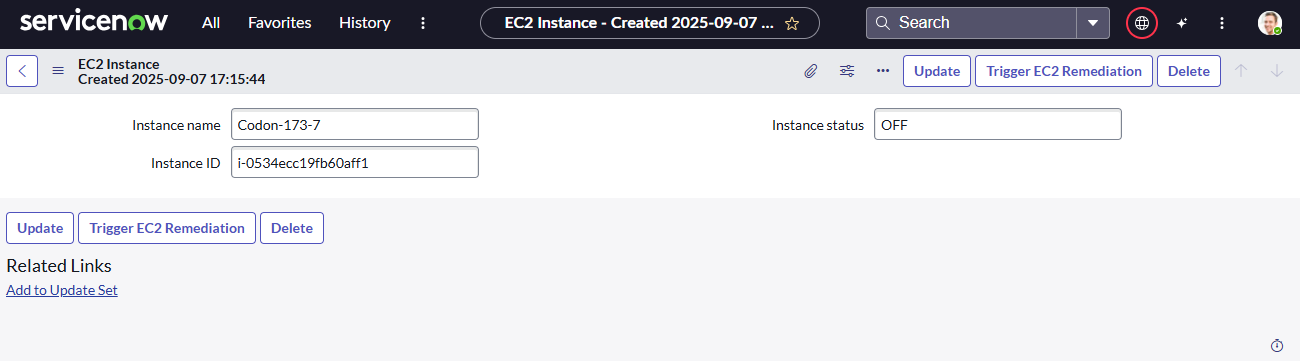 servicenow All Favorites History EC2 Instance - Created 2025-09-07 ... Search
EC2 Instance
Created 2025-09-07 17:15:44
Update Trigger EC2 Remediation Delete
Instance name Codon-173-7 Instance status OFF
Instance ID i-0534ecc19fb60aff1
Update Trigger EC2 Remediation Delete
Related Links
Add to Update Set